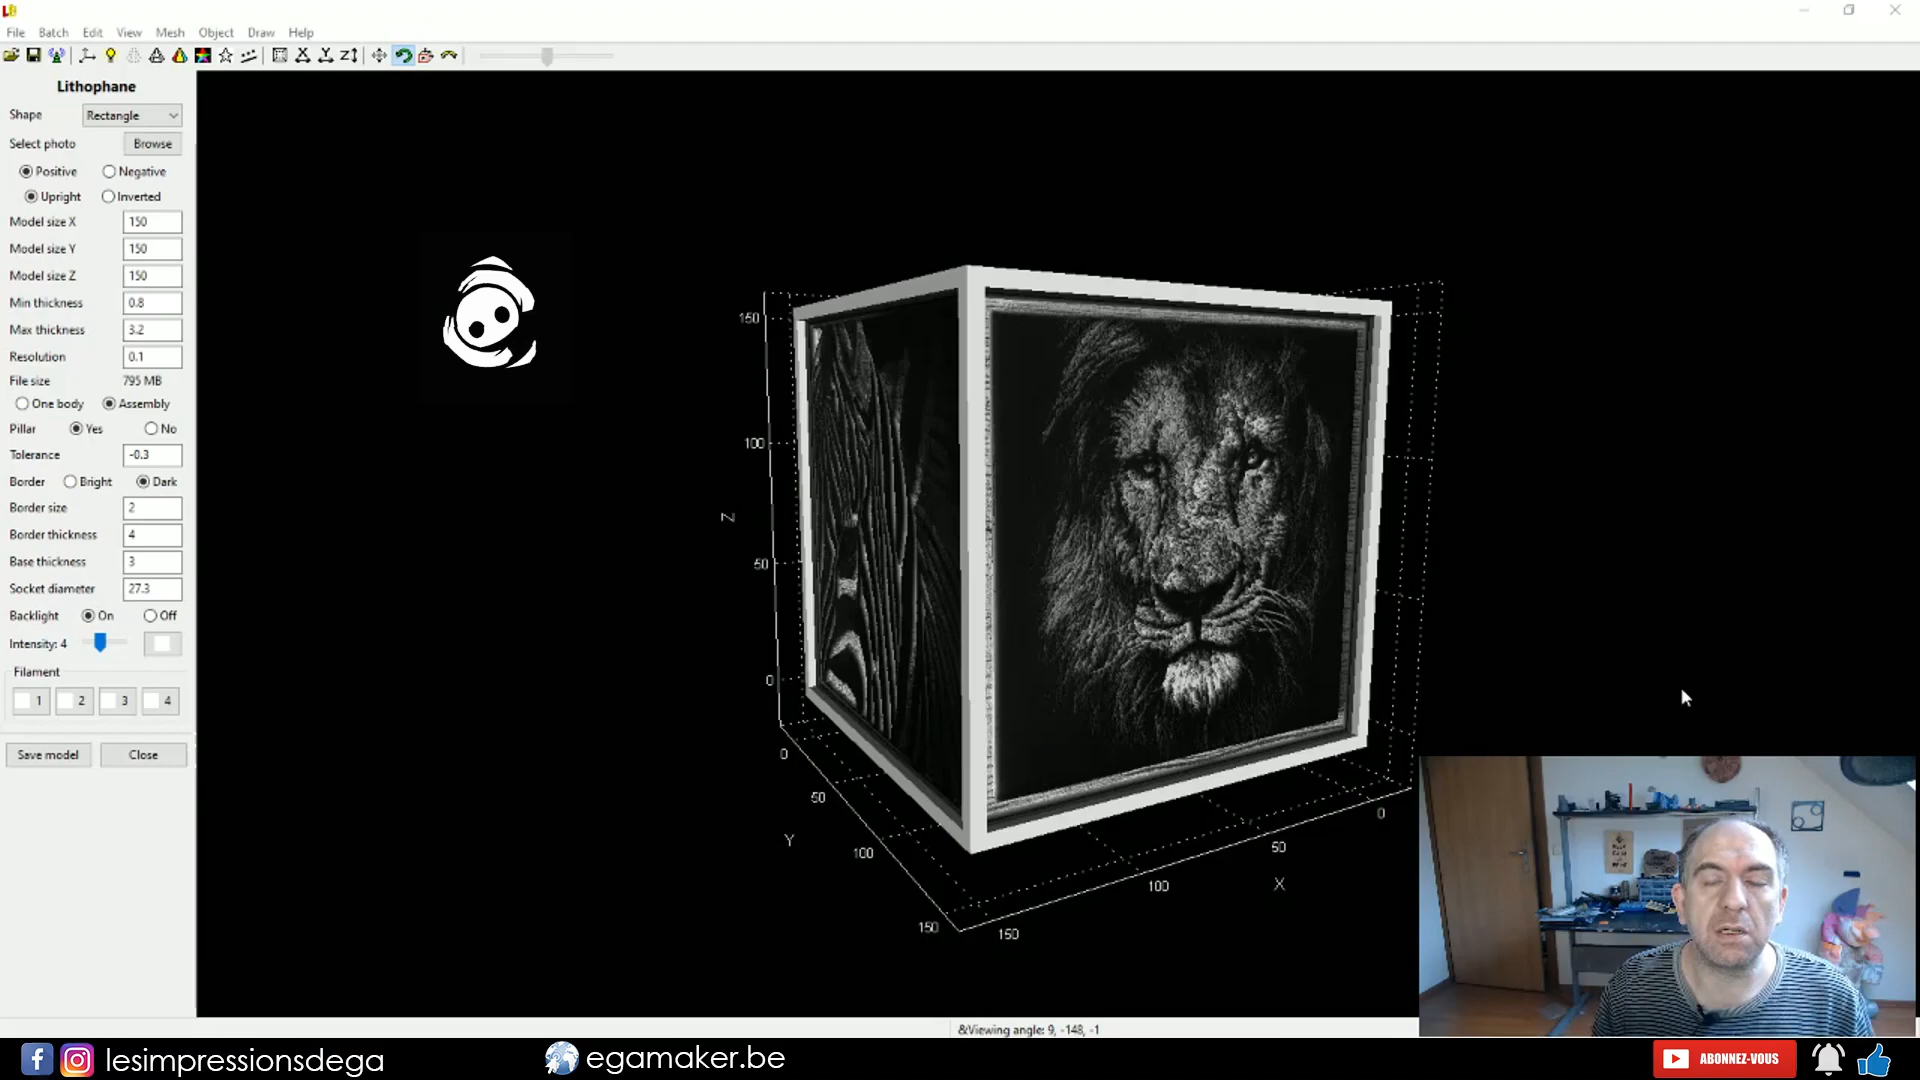 File Batch Edit View Mesh Object Draw Help
Lithophane
Shape Rectangle
Select photo Browse
Positive Negative
Upright Inverted
Model size X 150
Model size Y 150
Model size Z 150
Min thickness 0.8
Max thickness 3.2
Resolution 0.1
File size 795 MB
One body Assembly
Pillar Yes No
Tolerance -0.3
Border Bright Dark
Border size 2
Border thickness 4
Base thickness 3
Socket diameter 27.3
Backlight On Off
Intensity: 4
Filament
1 2 3 4
Save model Close
150
100
50
0
Z
0
50
100
150
Y
0
50
100
150
X
&Viewing angle: 9, -148, -1
lesimpressionsdega egamaker.be ABONNEZ-VOUS